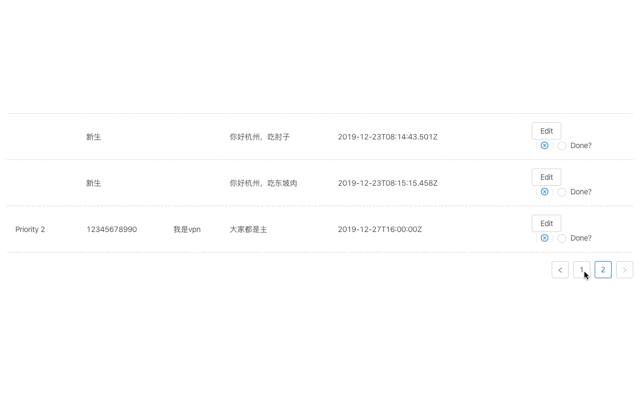 新生 你好杭州，吃肘子 2019-12-23T08:14:43.501Z Edit
Done?
新生 你好杭州，吃东坡肉 2019-12-23T08:15:15.458Z Edit
Done?
Priority 2 12345678990 我是vpn 大家都是主 2019-12-27T16:00:00Z Edit
Done?
< 1 2 >